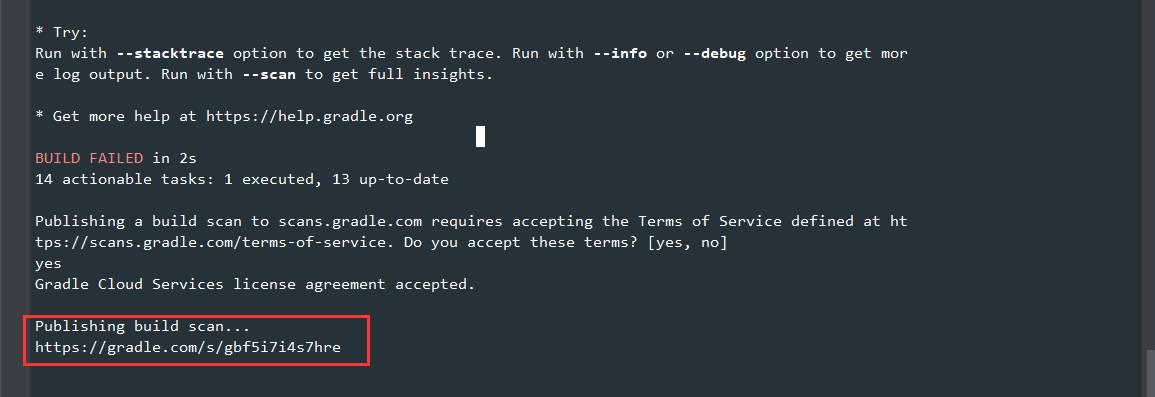 * Try:
Run with --stacktrace option to get the stack trace. Run with --info or --debug option to get mor
e log output. Run with --scan to get full insights.
* Get more help at https://help.gradle.org
BUILD FAILED in 2s
14 actionable tasks: 1 executed, 13 up-to-date
Publishing a build scan to scans.gradle.com requires accepting the Terms of Service defined at ht
tps://scans.gradle.com/terms-of-service. Do you accept these terms? [yes, no]
yes
Gradle Cloud Services license agreement accepted.
Publishing build scan...
https://gradle.com/s/gbf5i7i4s7hre